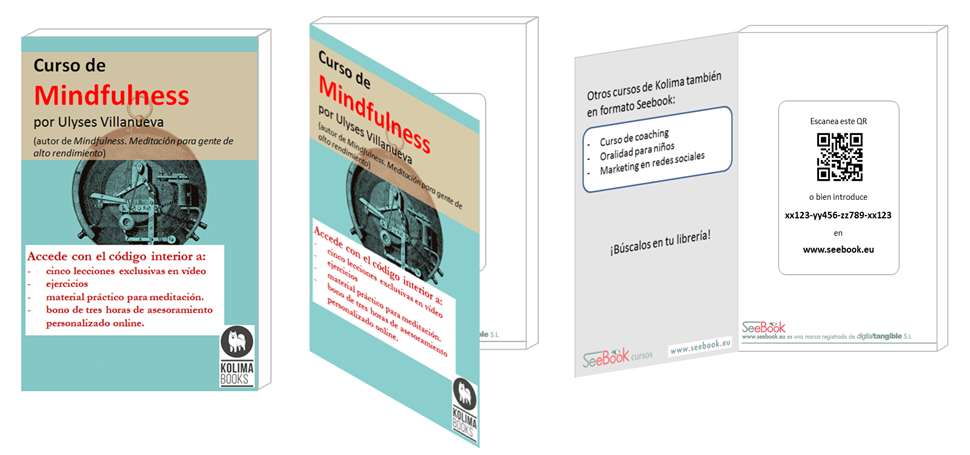 Curso de
Mindfulness
por Ulyses Villanueva
(autor de Mindfulness. Meditación para gente de
alto rendimiento)
Accede con el código interior a:
- cinco lecciones exclusivas en vídeo
- ejercicios
- material práctico para meditación.
- bono de tres horas de asesoramiento
personalizado online.
KOLIMA
BOOKS
Curso de
Mindfulness
por Ulyses Villanueva
(autor de Mindfulness. Meditación para gente de
alto rendimiento)
Accede con el código interior a:
- cinco lecciones exclusivas en vídeo
- ejercicios
- material práctico para meditación.
- bono de tres horas de asesoramiento
personalizado online.
KOLIMA
BOOKS
tangible S.L.
Otros cursos de Kolima también
en formato Seebook:
- Curso de coaching
- Oralidad para niños
- Marketing en redes sociales
¡Búscalos en tu librería!
SeeBook cursos
www.seebook.eu
Escanea este QR
o bien introduce
xx123-yy456-zz789-xx123
en
www.seebook.eu
SeeBook
www.seebook.eu es una marca registrado de digital tangible S.L.